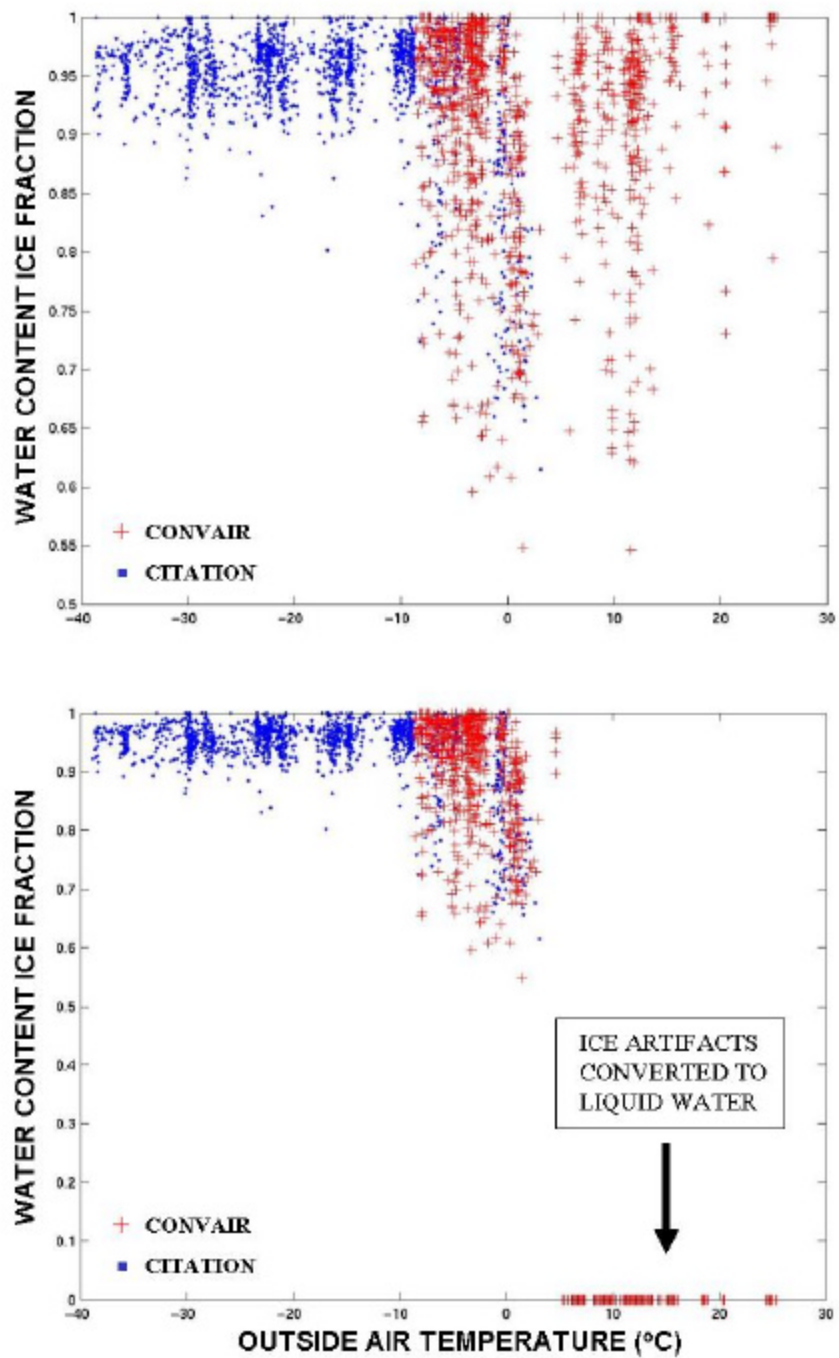 WATER CONTENT ICE FRACTION
1
0.95
0.9
0.85
0.8
0.75
0.7
0.65
0.6
0.55
0.5
+ CONVAIR
▪ CITATION
−40 −30 −20 −10 0 10 20 30
WATER CONTENT ICE FRACTION
1
0.9
0.8
0.7
0.6
0.5
0.4
0.3
0.2
0.1
0
ICE ARTIFACTS
CONVERTED TO
LIQUID WATER
+ CONVAIR
▪ CITATION
−40 −30 −20 −10 0 10 20 30
OUTSIDE AIR TEMPERATURE (°C)